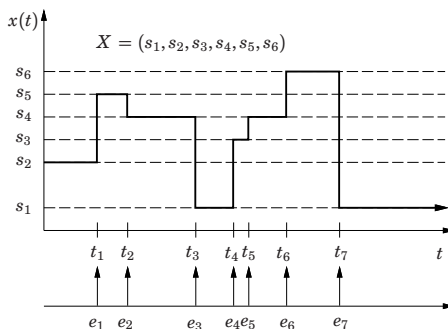 x(t)
X = (s₁, s₂, s₃, s₄, s₅, s₆)
s₆
s₅
s₄
s₃
s₂
s₁
t₁ t₂ t₃ t₄ t₅ t₆ t₇ t
e₁ e₂ e₃ e₄ e₅ e₆ e₇